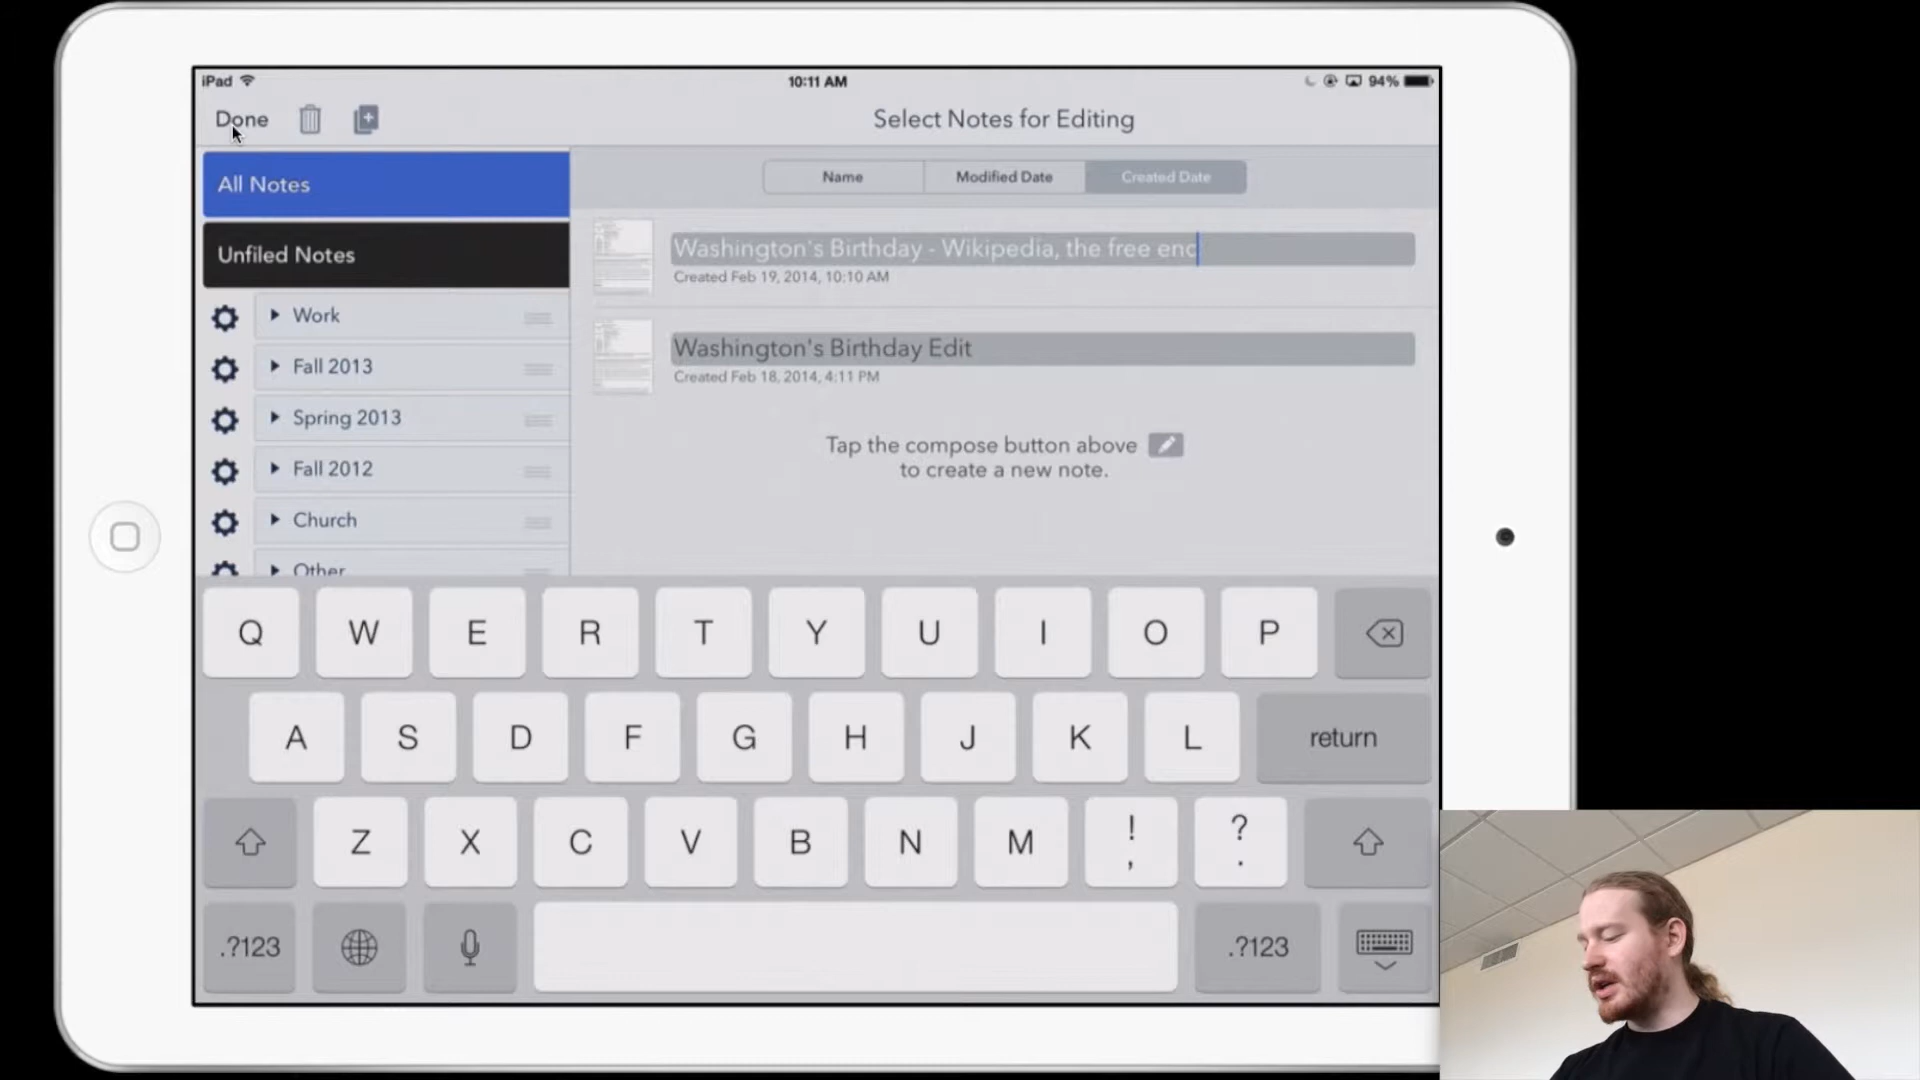 iPad 10:11 AM 94%
Done Select Notes for Editing
All Notes
Unfiled Notes
Work
Fall 2013
Spring 2013
Fall 2012
Church
Other
Name Modified Date Created Date
Washington's Birthday - Wikipedia, the free enc
Created Feb 19, 2014, 10:10 AM
Washington's Birthday Edit
Created Feb 18, 2014, 4:11 PM
Tap the compose button above
to create a new note.
Q W E R T Y U I O P
A S D F G H J K L return
Z X C V B N M ! , ? .
.?123 .?123